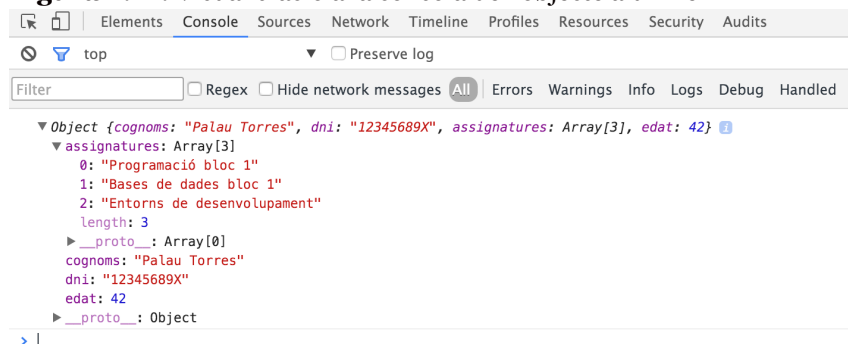 Elements Console Sources Network Timeline Profiles Resources Security Audits
top Preserve log
Filter Regex Hide network messages All Errors Warnings Info Logs Debug Handled
Object {cognoms: "Palau Torres", dni: "12345689X", assignatures: Array[3], edat: 42}
assignatures: Array[3]
0: "Programació bloc 1"
1: "Bases de dades bloc 1"
2: "Entorns de desenvolupament"
length: 3
__proto__: Array[0]
cognoms: "Palau Torres"
dni: "12345689X"
edat: 42
__proto__: Object